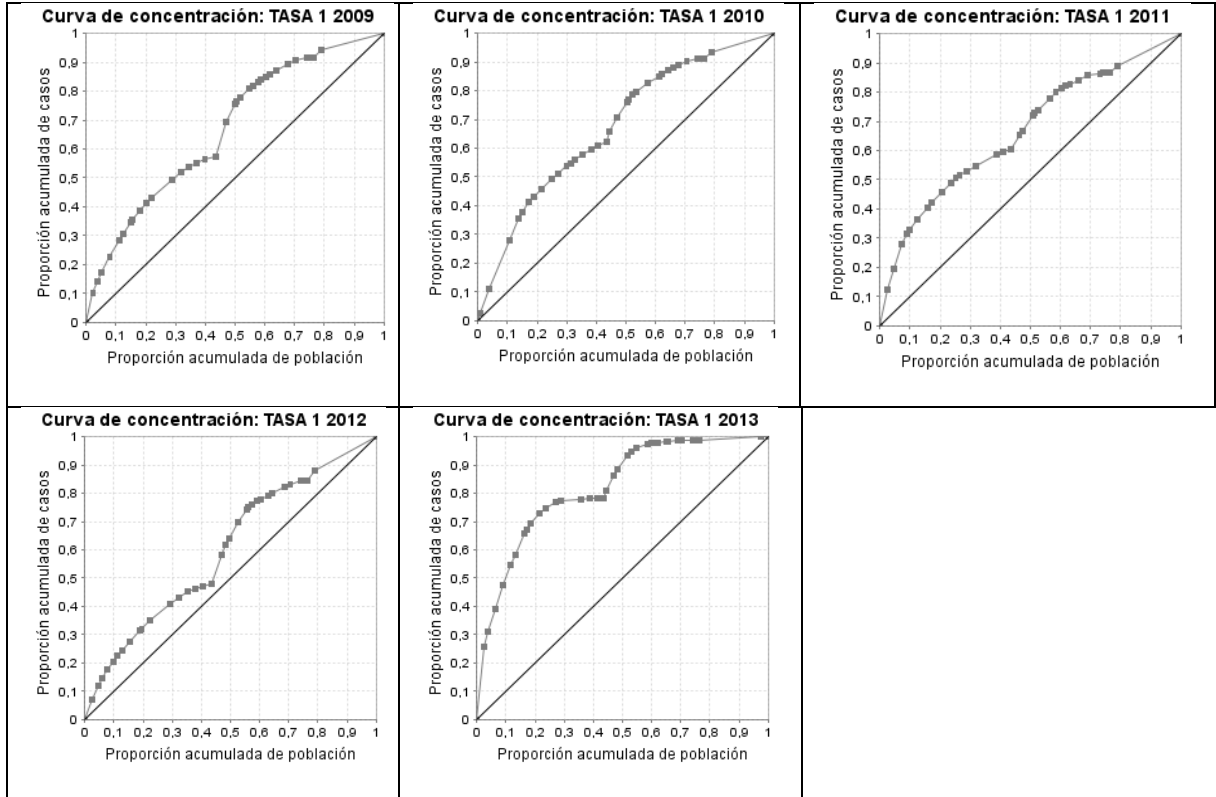 Curva de concentración: TASA 1 2009
Proporción acumulada de casos
1
0,9
0,8
0,7
0,6
0,5
0,4
0,3
0,2
0,1
0
0 0,1 0,2 0,3 0,4 0,5 0,6 0,7 0,8 0,9 1
Proporción acumulada de población
Curva de concentración: TASA 1 2010
Proporción acumulada de casos
1
0,9
0,8
0,7
0,6
0,5
0,4
0,3
0,2
0,1
0
0 0,1 0,2 0,3 0,4 0,5 0,6 0,7 0,8 0,9 1
Proporción acumulada de población
Curva de concentración: TASA 1 2011
Proporción acumulada de casos
1
0,9
0,8
0,7
0,6
0,5
0,4
0,3
0,2
0,1
0
0 0,1 0,2 0,3 0,4 0,5 0,6 0,7 0,8 0,9 1
Proporción acumulada de población
Curva de concentración: TASA 1 2012
Proporción acumulada de casos
1
0,9
0,8
0,7
0,6
0,5
0,4
0,3
0,2
0,1
0
0 0,1 0,2 0,3 0,4 0,5 0,6 0,7 0,8 0,9 1
Proporción acumulada de población
Curva de concentración: TASA 1 2013
Proporción acumulada de casos
1
0,9
0,8
0,7
0,6
0,5
0,4
0,3
0,2
0,1
0
0 0,1 0,2 0,3 0,4 0,5 0,6 0,7 0,8 0,9 1
Proporción acumulada de población